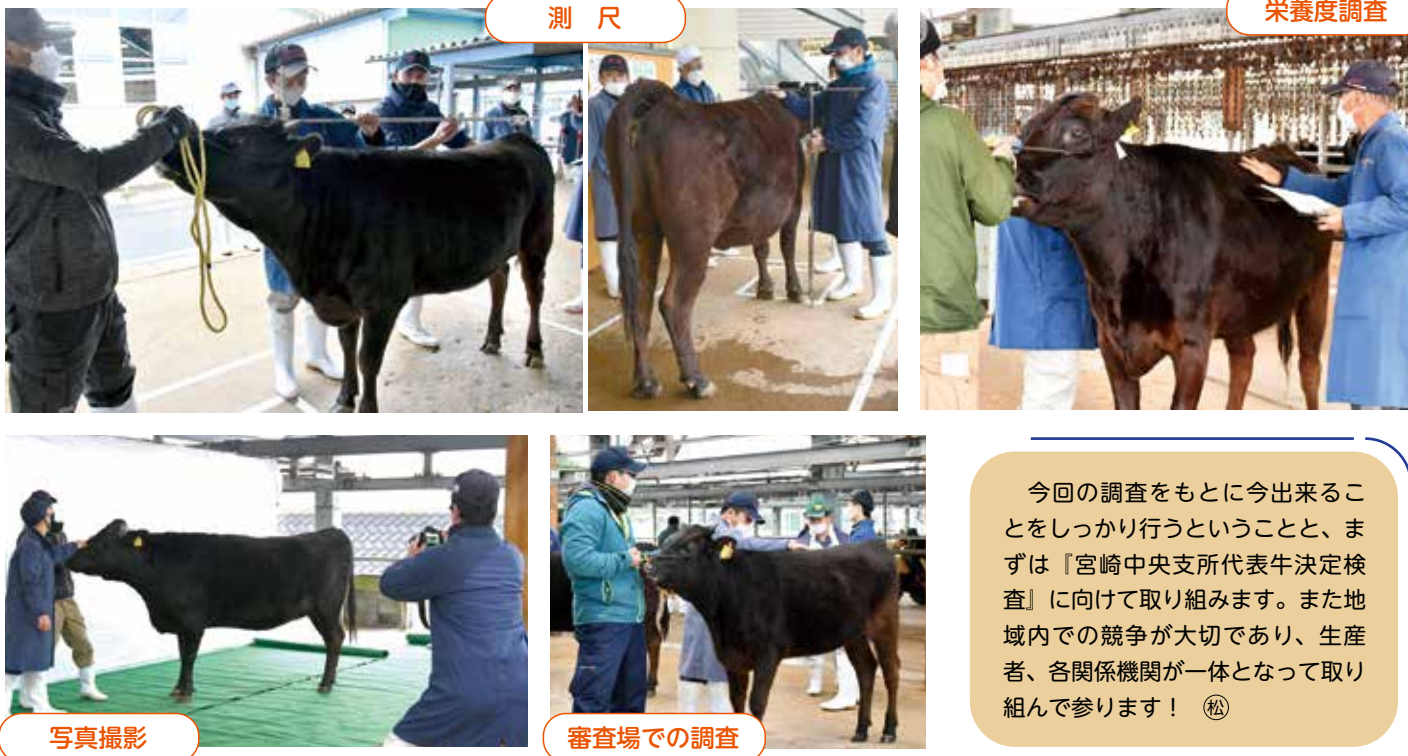 測 尺
栄養度調査
写真撮影
審査場での調査
今回の調査をもとに今出来るこ
とをしっかり行うということと、ま
ずは『宮崎中央支所代表牛決定検
査』に向けて取り組みます。また地
域内での競争が大切であり、生産
者、各関係機関が一体となって取り
組んで参ります！ ㊑